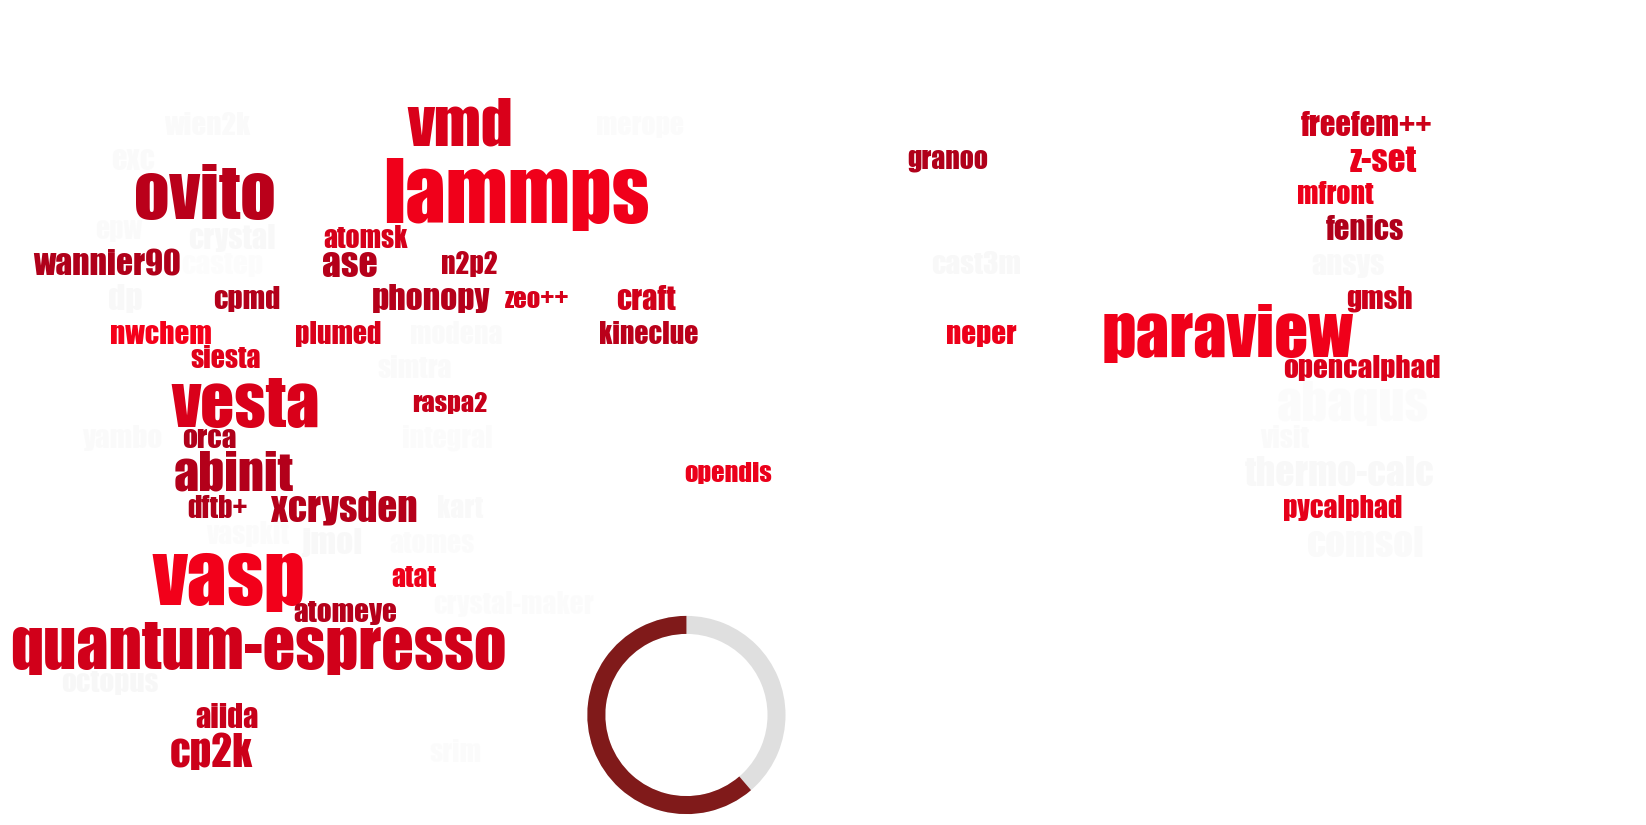 vmd
wien2k
merope
freefem++
exc
granoo
z-set
ovito
lammps
mfront
epw
crystal
atomsk
fenics
wannier90
castep
ase
n2p2
cast3m
ansys
dp
cpmd
phonopy
zeo++
craft
gmsh
nwchem
plumed
modena
kineclue
neper
paraview
siesta
simtra
opencalphad
vesta
raspa2
abaqus
yambo
orca
integral
visit
abinit
opendis
thermo-calc
dftb+
xcrysden
kart
pycalphad
vaspkit
jmol
atomes
comsol
vasp
atat
crystal-maker
atomeye
quantum-espresso
octopus
aiida
cp2k
srim